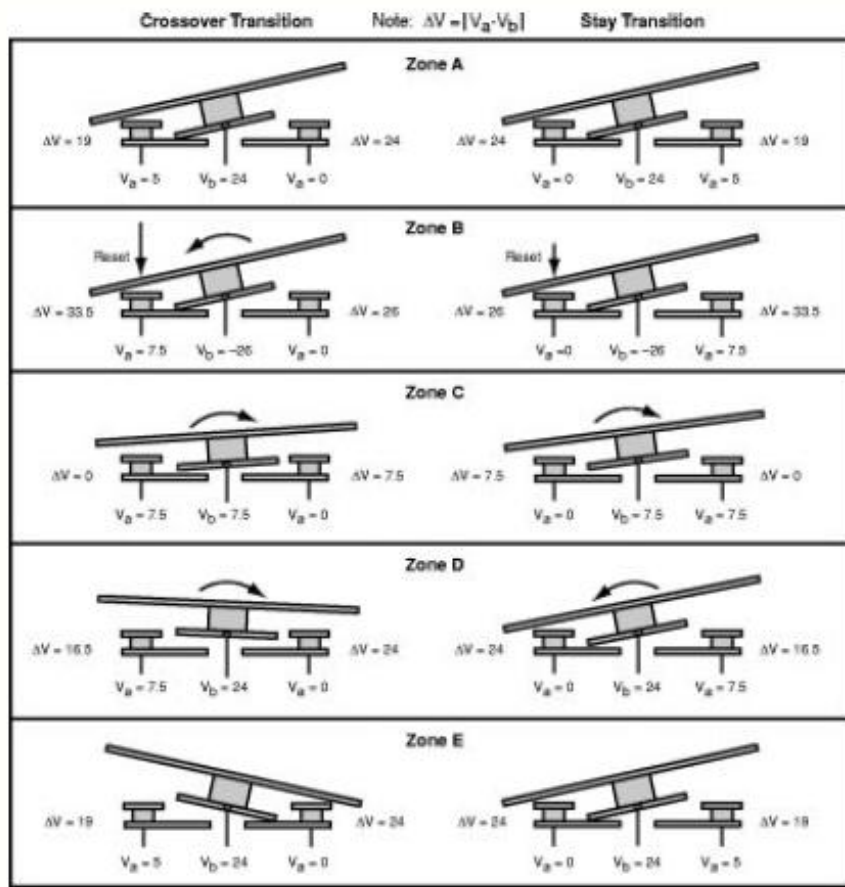 Crossover Transition Note: ΔV = |Va-Vb| Stay Transition
Zone A
ΔV = 19 ΔV = 24 ΔV = 24 ΔV = 19
Va = 5 Vb = 24 Va = 0 Va = 0 Vb = 24 Va = 5
Zone B
Reset Reset
ΔV = 33.5 ΔV = 26 ΔV = 26 ΔV = 33.5
Va = 7.5 Vb = -26 Va = 0 Va =0 Vb = -26 Va = 7.5
Zone C
ΔV = 0 ΔV = 7.5 ΔV = 7.5 ΔV = 0
Va = 7.5 Vb = 7.5 Va = 0 Va = 0 Vb = 7.5 Va = 7.5
Zone D
ΔV = 16.5 ΔV = 24 ΔV = 24 ΔV = 16.5
Va = 7.5 Vb = 24 Va = 0 Va = 0 Vb = 24 Va = 7.5
Zone E
ΔV = 19 ΔV = 24 ΔV = 24 ΔV = 19
Va = 5 Vb = 24 Va = 0 Va = 0 Vb = 24 Va = 5